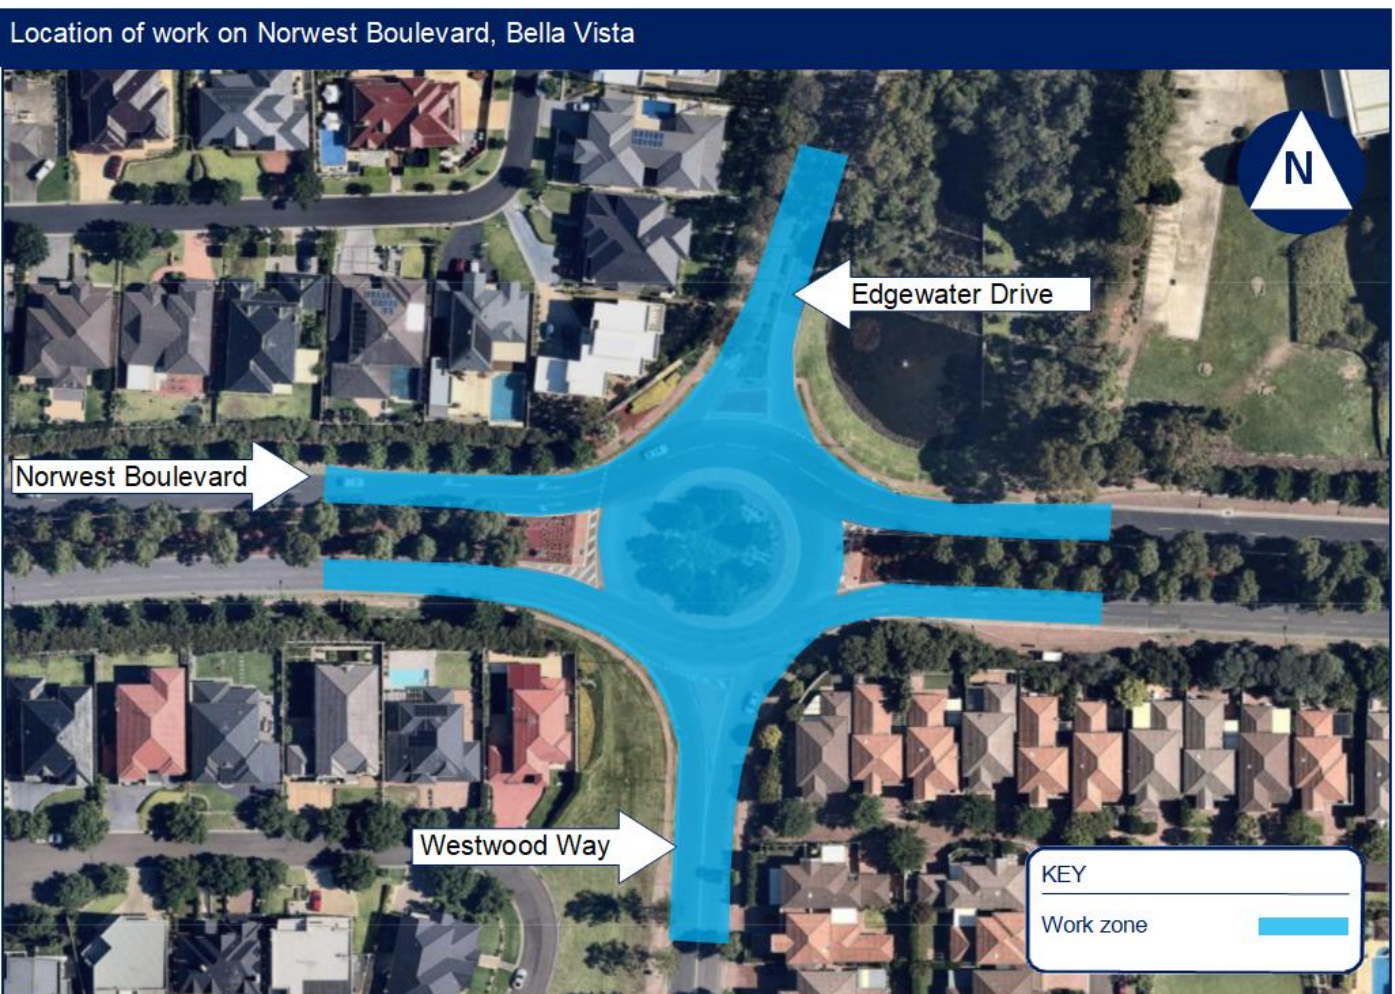 Location of work on Norwest Boulevard, Bella Vista
N
Edgewater Drive
Norwest Boulevard
Westwood Way
KEY
Work zone